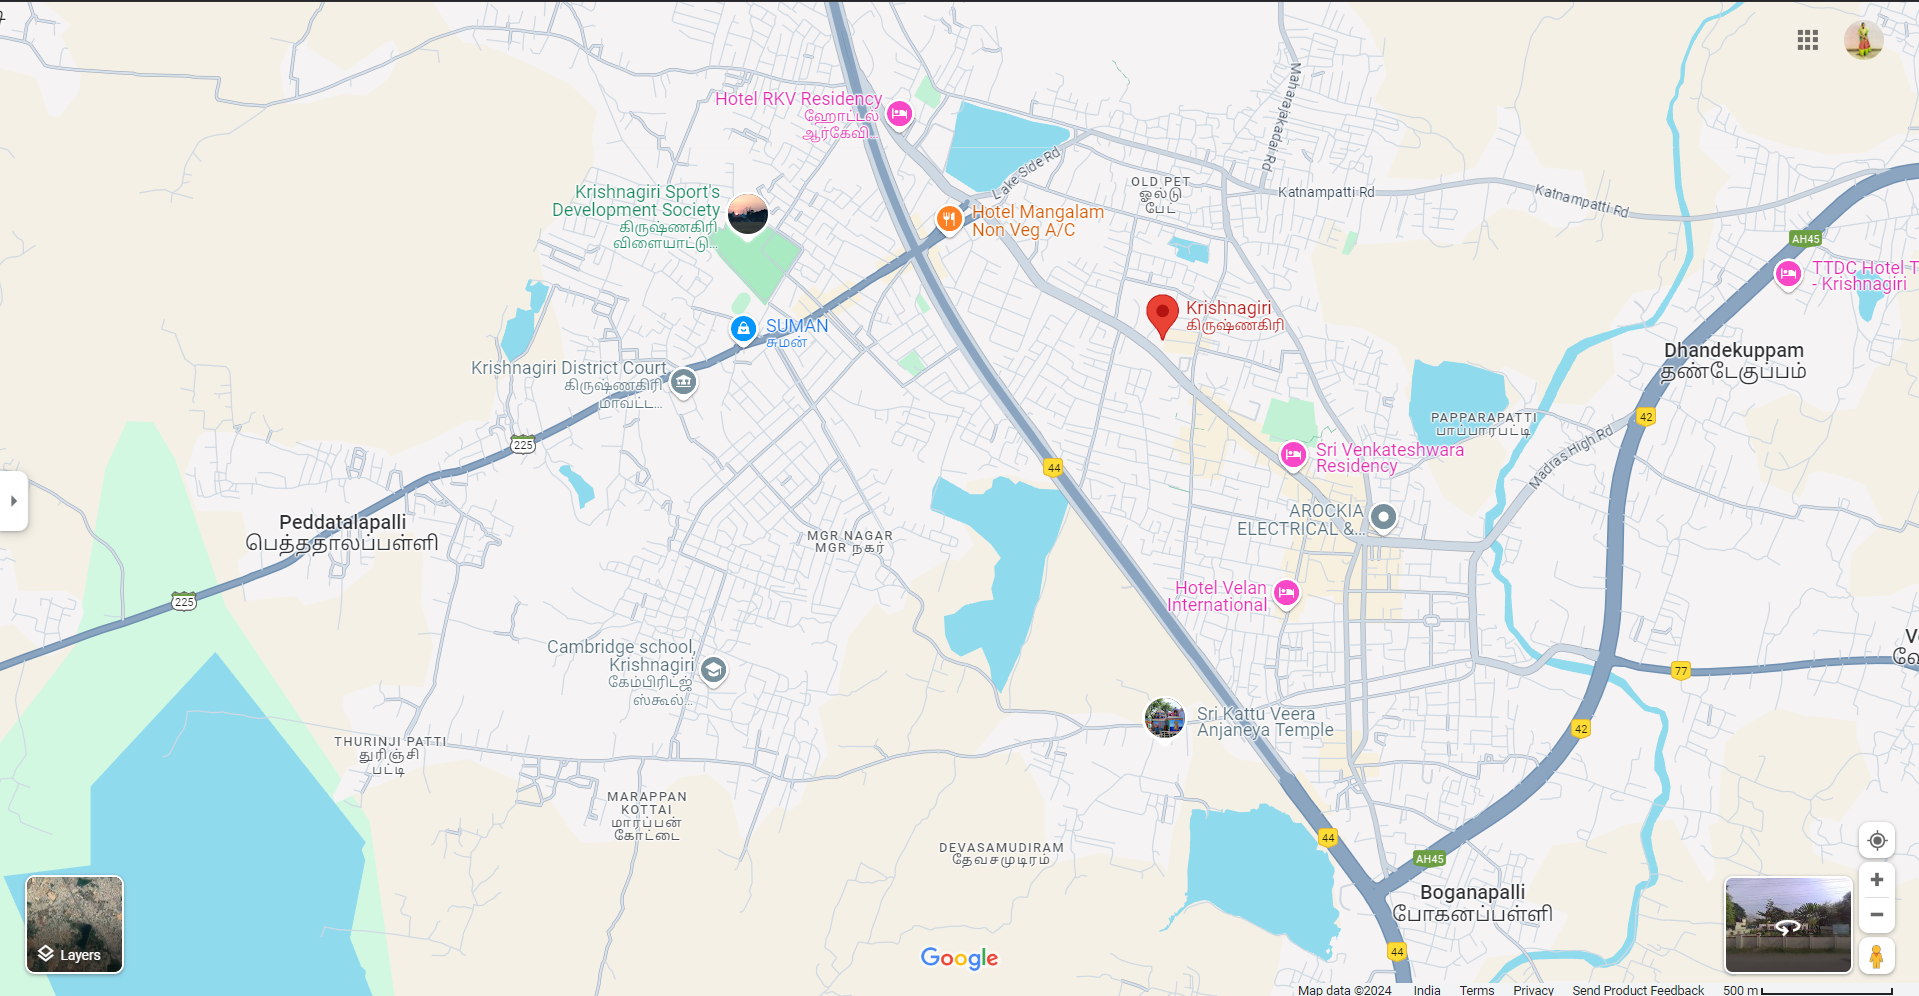 Hotel RKV Residency
ஹோட்டல்
ஆர்கேவி...
Krishnagiri Sport's
Development Society
கிருஷ்ணகிரி
விளையாட்டு...
Lake Side Rd
Maharajakadai Rd
OLD PET
ஓல்டு
பேட்
Katnampatti Rd
Katnampatti Rd
Hotel Mangalam
Non Veg A/C
AH45
TTDC Hotel T
- Krishnagiri
Krishnagiri
கிருஷ்ணகிரி
SUMAN
சுமன்
Krishnagiri District Court
கிருஷ்ணகிரி
மாவட்ட...
Dhandekuppam
தண்டேகுப்பம்
42
PAPPARAPATTI
பாப்பாரபட்டி
Madras High Rd
225
44
Sri Venkateshwara
Residency
Peddatalapalli
பெத்ததாலப்பள்ளி
AROCKIA
ELECTRICAL &...
MGR NAGAR
MGR நகர்
225
Hotel Velan
International
Cambridge school,
Krishnagiri
கேம்பிரிட்ஜ்
ஸ்கூல்...
77
Sri Kattu Veera
Anjaneya Temple
42
THURINJI PATTI
துரிஞ்சி
பட்டி
MARAPPAN
KOTTAI
மாரப்பன்
கோட்டை
DEVASAMUDIRAM
தேவசமுடிரம்
44
AH45
Boganapalli
போகனப்பள்ளி
44
Layers
Google
Map data ©2024 India Terms Privacy Send Product Feedback 500 m